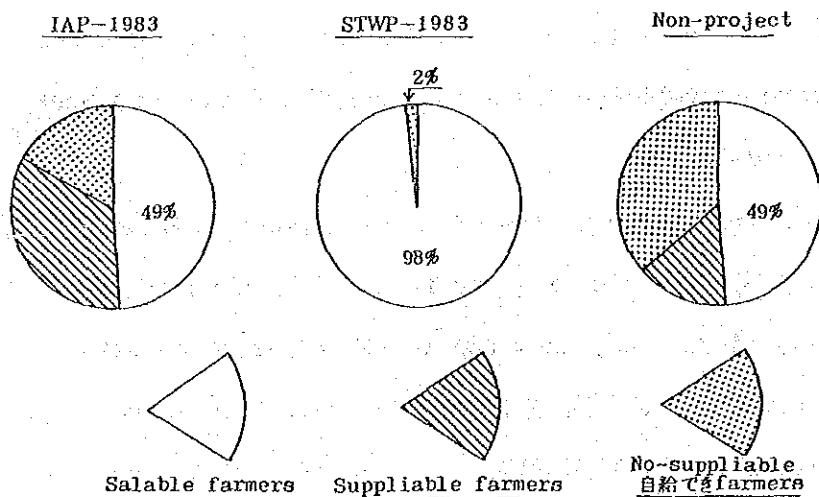 IAP-1983
STWP-1983
Non-project
2%
49%
98%
49%
Salable farmers
Suppliable farmers
No-suppliable
自給できfarmers